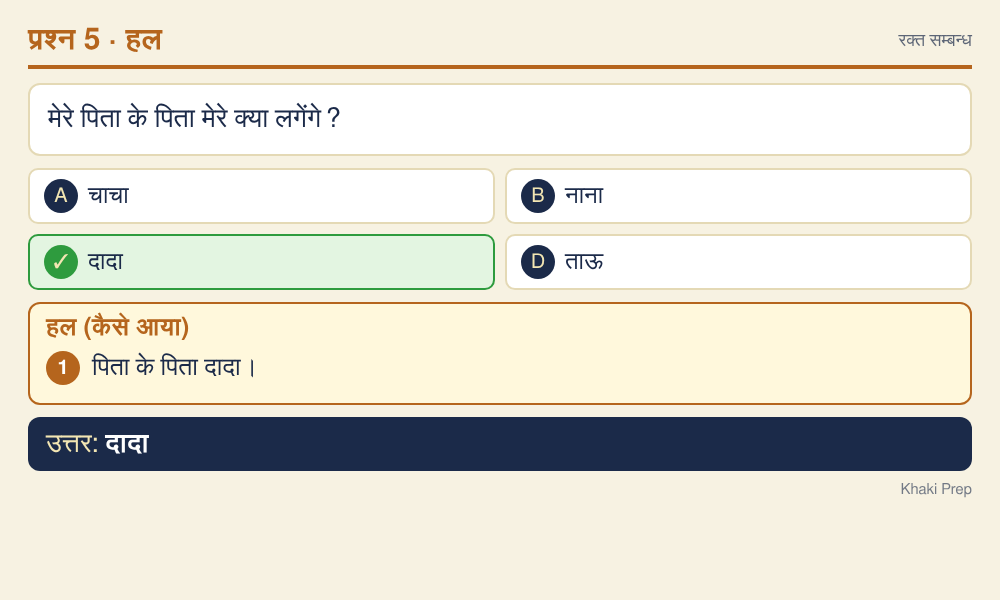 प्रश्न 5 · हल
रक्त सम्बन्ध
मेरे पिता के पिता मेरे क्या लगेंगे ?
A चाचा
B नाना
✓ दादा
D ताऊ
हल (कैसे आया)
1 पिता के पिता दादा।
उत्तर: दादा
Khaki Prep